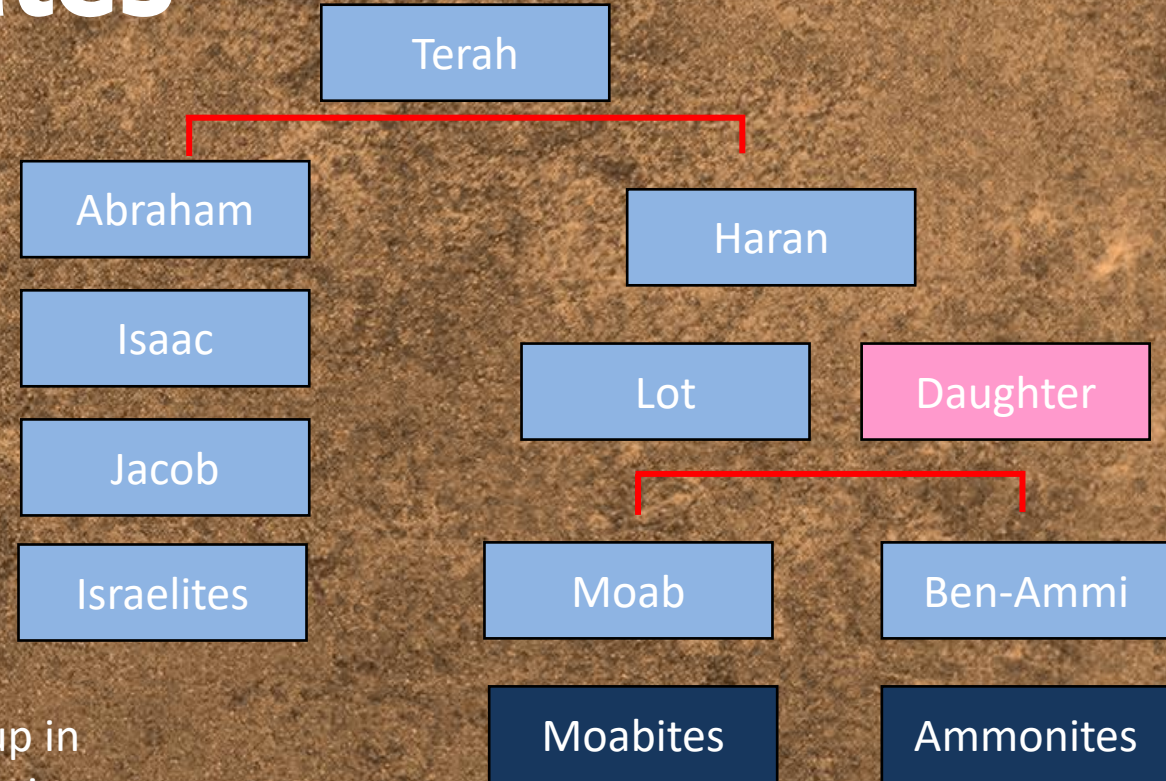 Terah
Abraham
Haran
Isaac
Lot
Daughter
Jacob
Moab
Ben-Ammi
Israelites
Moabites
Ammonites
up in